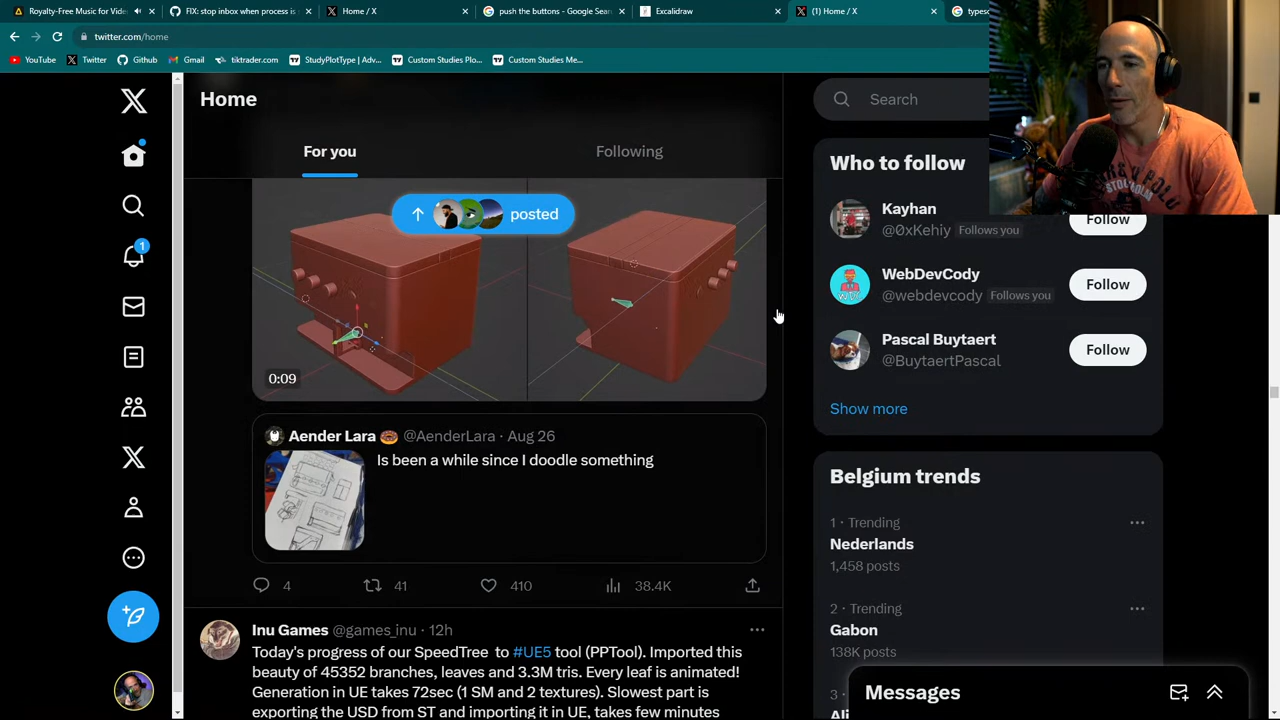 Royalty-Free Music for Vide
FIX: stop inbox when process is
Home / X
push the buttons - Google Sear
Excalidraw
(1) Home / X
typesc
twitter.com/home
YouTube
Twitter
Github
Gmail
tiktrader.com
StudyPlotType | Adv...
Custom Studies Plo...
Custom Studies Me...
Home
Search
For you
Following
posted
0:09
Aender Lara @AenderLara · Aug 26
Is been a while since I doodle something
4
41
410
38.4K
Inu Games @games_inu · 12h
Today's progress of our SpeedTree to #UE5 tool (PPTool). Imported this
beauty of 45352 branches, leaves and 3.3M tris. Every leaf is animated!
Generation in UE takes 72sec (1 SM and 2 textures). Slowest part is
exporting the USD from ST and importing it in UE, takes few minutes
1
Who to follow
Kayhan
@0xKehiy Follows you
Follow
WebDevCody
@webdevcody Follows you
Follow
Pascal Buytaert
@BuytaertPascal
Follow
Show more
Belgium trends
1 · Trending
Nederlands
1,458 posts
2 · Trending
Gabon
138K posts
3
Messages
STOCKHOLM